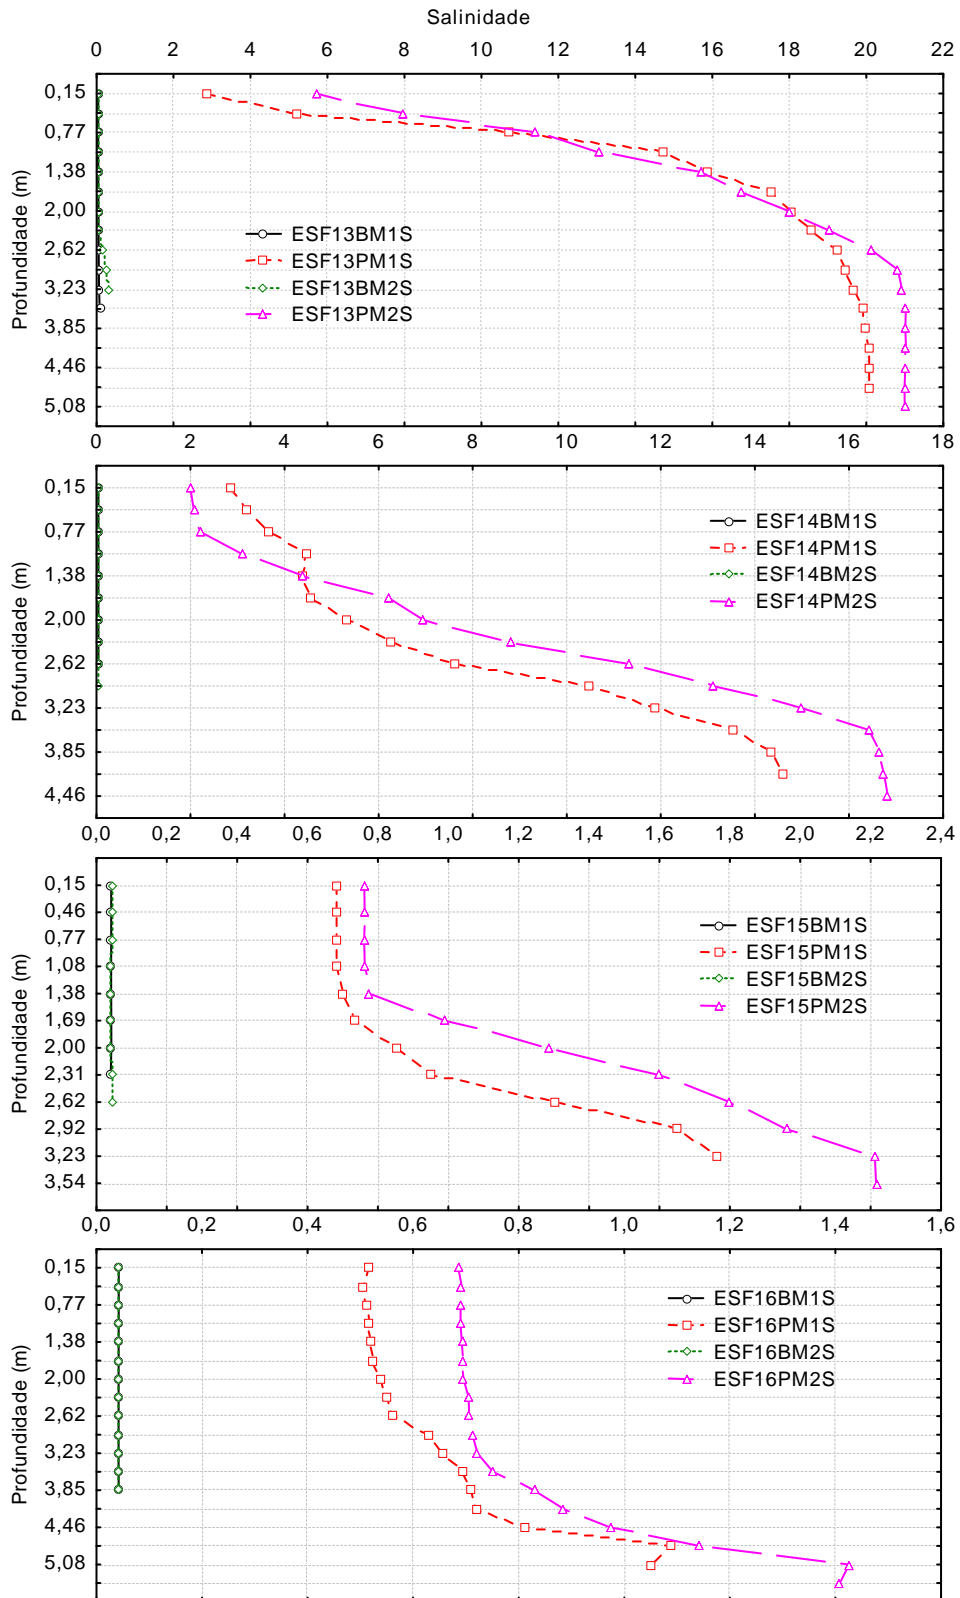 Salinidade
0 2 4 6 8 10 12 14 16 18 20 22
Profundidade (m)
0,15
0,77
1,38
2,00
2,62
3,23
3,85
4,46
5,08
ESF13BM1S
ESF13PM1S
ESF13BM2S
ESF13PM2S
0 2 4 6 8 10 12 14 16 18
Profundidade (m)
0,15
0,77
1,38
2,00
2,62
3,23
3,85
4,46
ESF14BM1S
ESF14PM1S
ESF14BM2S
ESF14PM2S
0,0 0,4 0,6 0,8 1,0 1,2 1,4 1,6 1,8 2,0 2,2 2,4
Profundidade (m)
0,15
0,46
0,77
1,08
1,38
1,69
2,00
2,31
2,62
2,92
3,23
3,54
ESF15BM1S
ESF15PM1S
ESF15BM2S
ESF15PM2S
0,0 0,2 0,4 0,6 0,8 1,0 1,2 1,4 1,6
Profundidade (m)
0,15
0,77
1,38
2,00
2,62
3,23
3,85
4,46
5,08
ESF16BM1S
ESF16PM1S
ESF16BM2S
ESF16PM2S